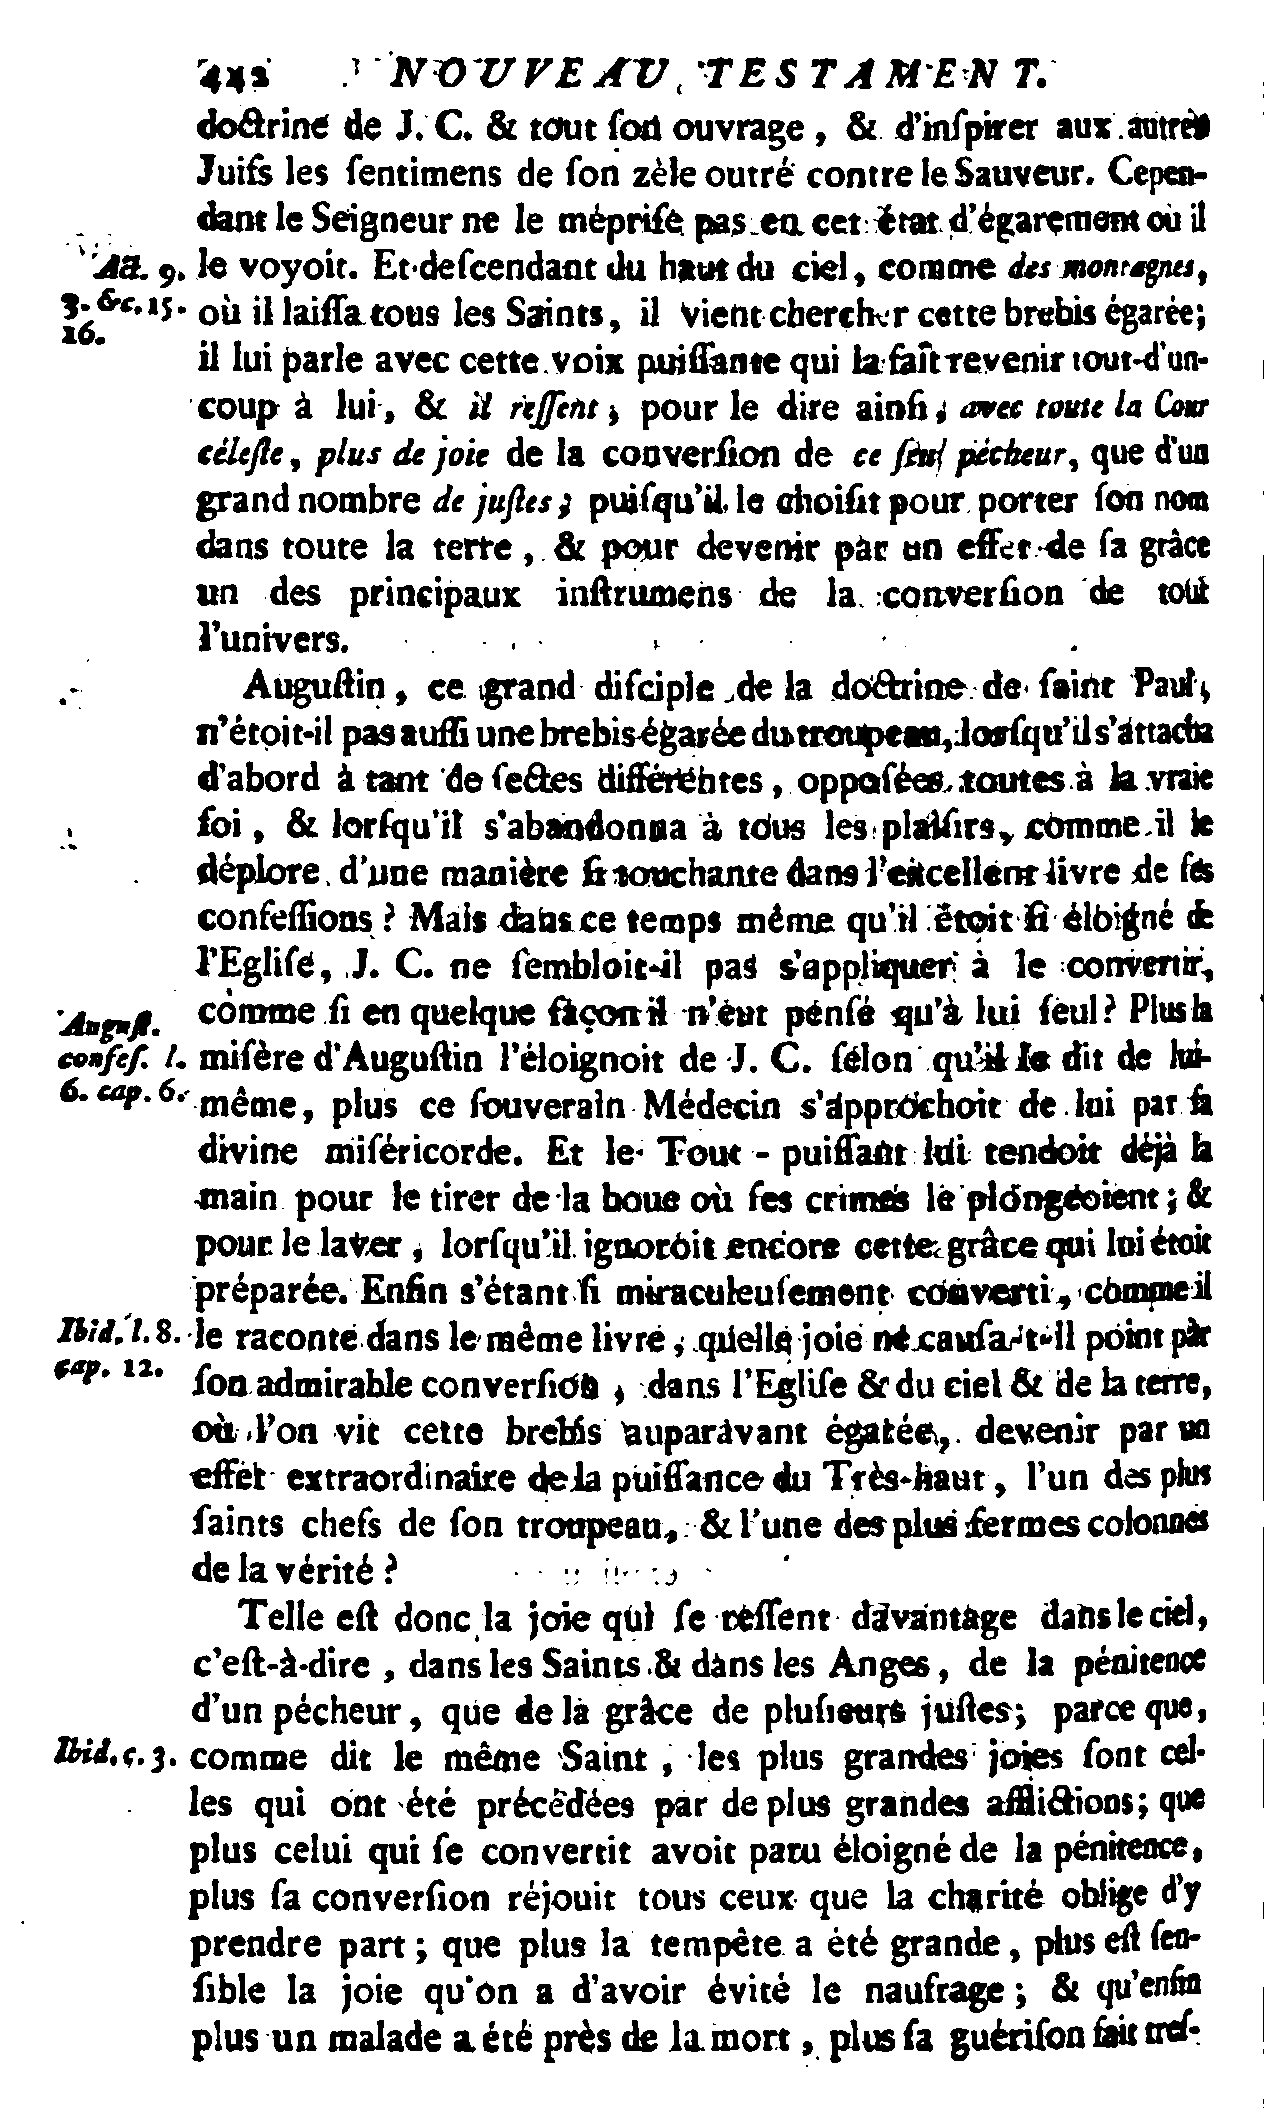 442 NOUVEAU TESTAMENT.
doctrine de J. C. & tout ſon ouvrage, & d'inſpirer aux autres
Juifs les ſentimens de ſon zèle outré contre le Sauveur. Cepen-
dant le Seigneur ne le mépriſe pas en cet état d'égarement où il
Act. 9. le voyoit. Et deſcendant du haut du ciel, comme des montagnes,
3. &c. 15. où il laiſſa tous les Saints, il vient chercher cette brebis égarée;
16.
il lui parle avec cette voix puiſſante qui la faît revenir tout-d'un-
coup à lui, & il reſſent, pour le dire ainſi, avec toute la Cour
céleſte, plus de joie de la converſion de ce ſeul pécheur, que d'un
grand nombre de juſtes; puiſqu'il le choiſit pour porter ſon nom
dans toute la terre, & pour devenir par un effet de ſa grâce
un des principaux inſtrumens de la converſion de tout
l'univers.
Auguſtin, ce grand diſciple de la doctrine de ſaint Paul,
n'étoit-il pas auſſi une brebis égarée du troupeau, lorſqu'il s'attacha
d'abord à tant de ſectes différentes, oppoſées toutes à la vraie
foi, & lorſqu'il s'abandonna à tous les plaiſirs, comme il le
déplore d'une manière ſi touchante dans l'excellent livre de ſes
confeſſions? Mais dans ce temps même qu'il étoit ſi éloigné de
l'Egliſe, J. C. ne ſembloit-il pas s'appliquer à le convertir,
comme ſi en quelque façon il n'eut penſé qu'à lui ſeul? Plus la
Auguſt.
confeſ. l. miſère d'Auguſtin l'éloignoit de J. C. ſélon qu'il le dit de lui-
6. cap. 6. même, plus ce ſouverain Médecin s'approchoit de lui par ſa
divine miſéricorde. Et le Tout-puiſſant lui tendoit déjà la
main pour le tirer de la boue où ſes crimes le plongeoient; &
pour le laver, lorſqu'il ignoroit encore cette grâce qui lui étoit
préparée. Enfin s'étant ſi miraculeuſement converti, comme il
Ibid. l. 8. le raconte dans le même livre, quelle joie ne cauſa-t-il point par
cap. 12. ſon admirable converſion, dans l'Egliſe & du ciel & de la terre,
où l'on vit cette brebis auparavant égarée, devenir par un
effet extraordinaire de la puiſſance du Très-haut, l'un des plus
ſaints chefs de ſon troupeau, & l'une des plus fermes colonnes
de la vérité?
Telle eſt donc la joie qui ſe reſſent davantage dans le ciel,
c'eſt-à-dire, dans les Saints & dans les Anges, de la pénitence
d'un pécheur, que de la grâce de pluſieurs juſtes; parce que,
Ibid. c. 3. comme dit le même Saint, les plus grandes joies ſont cel-
les qui ont été précédées par de plus grandes afflictions; que
plus celui qui ſe convertit avoit paru éloigné de la pénitence,
plus ſa converſion réjouit tous ceux que la charité oblige d'y
prendre part; que plus la tempête a été grande, plus eſt ſen-
ſible la joie qu'on a d'avoir évité le naufrage; & qu'enfin
plus un malade a été près de la mort, plus ſa guériſon fait treſ-